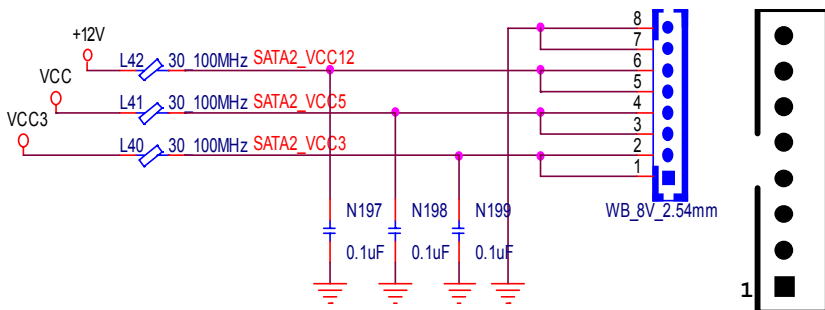 +12V
L42 30_100MHz SATA2_VCC12
VCC
L41 30_100MHz SATA2_VCC5
VCC3
L40 30_100MHz SATA2_VCC3
8
7
6
5
4
3
2
1
WB_8V_2.54mm
N197 N198 N199
0.1uF 0.1uF 0.1uF
1